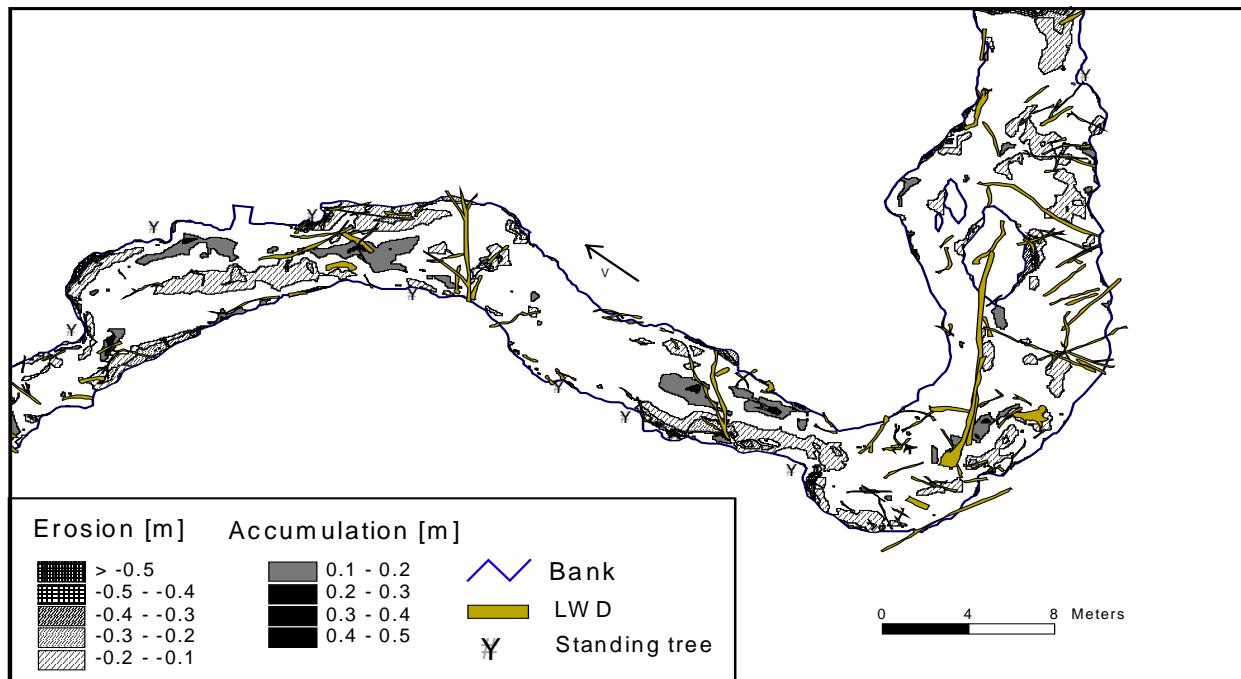 v
Erosion [m]
> -0.5
-0.5 - -0.4
-0.4 - -0.3
-0.3 - -0.2
-0.2 - -0.1
Accumulation [m]
0.1 - 0.2
0.2 - 0.3
0.3 - 0.4
0.4 - 0.5
Bank
LWD
Standing tree
0 4 8 Meters